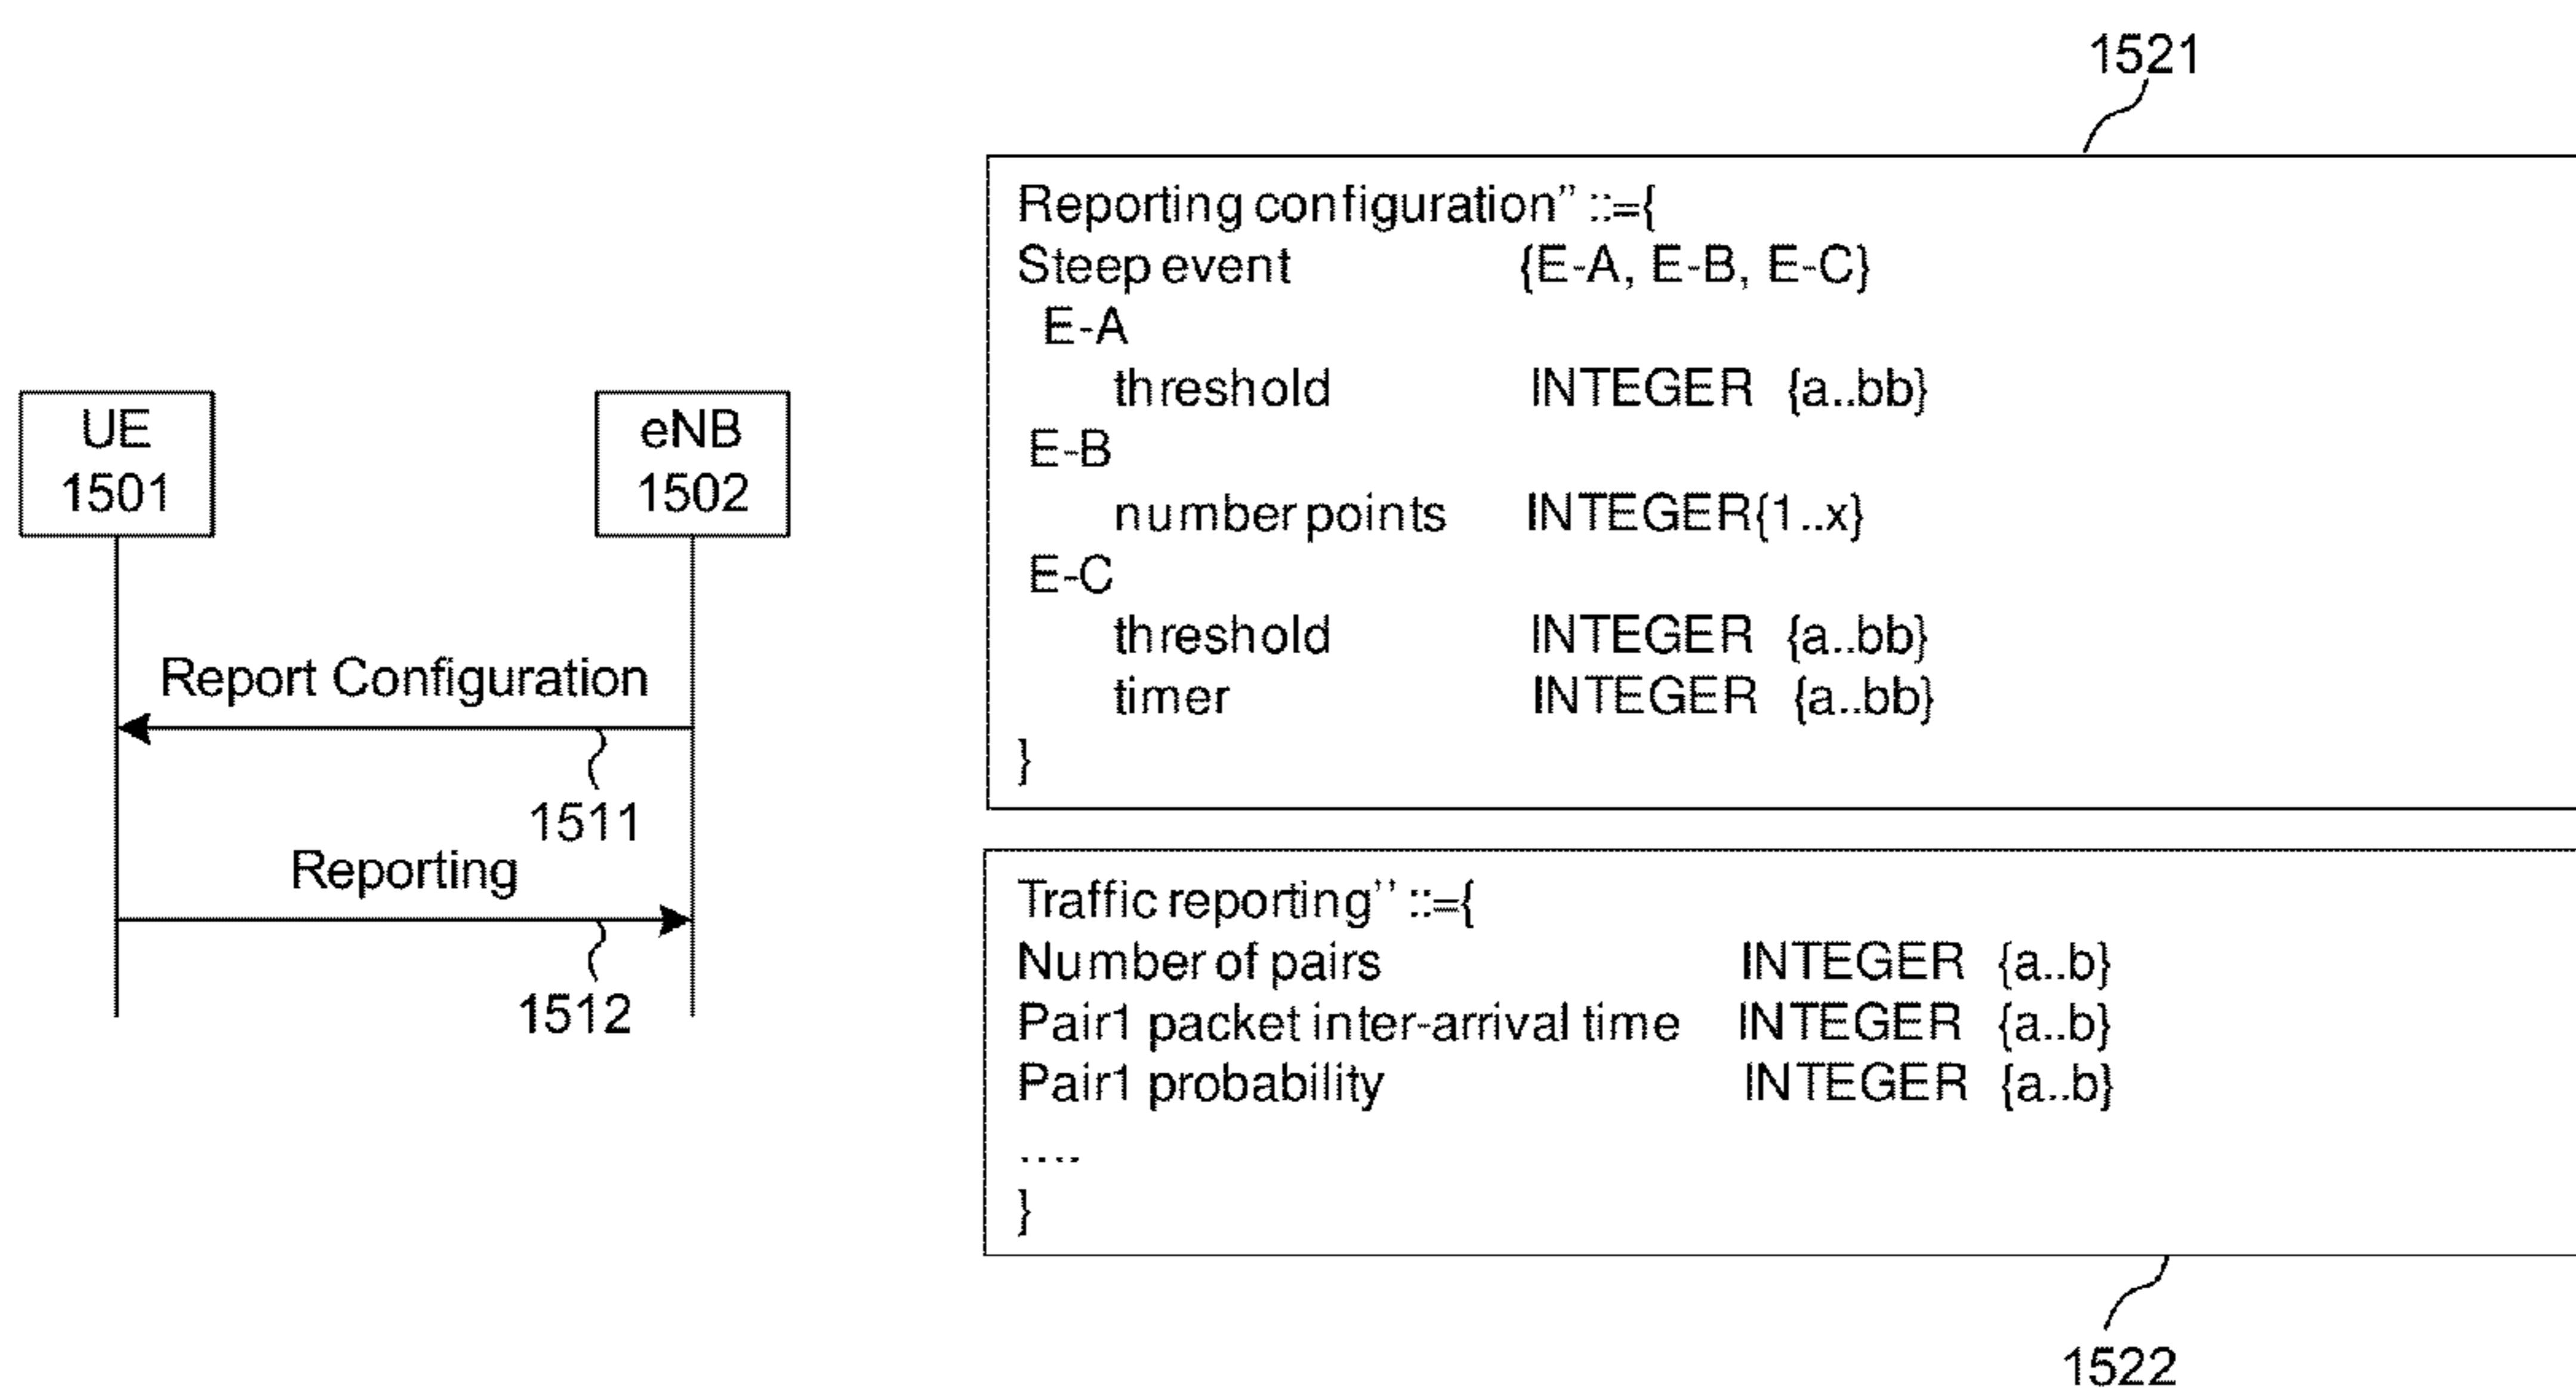 1521
Reporting configuration" ::={
Steep event {E-A, E-B, E-C}
E-A
threshold INTEGER {a..bb}
E-B
number points INTEGER{1..x}
E-C
threshold INTEGER {a..bb}
timer INTEGER {a..bb}
}
UE
1501
eNB
1502
Report Configuration
1511
Reporting
1512
Traffic reporting'' ::={
Number of pairs INTEGER {a..b}
Pair1 packet inter-arrival time INTEGER {a..b}
Pair1 probability INTEGER {a..b}
.....
}
1522